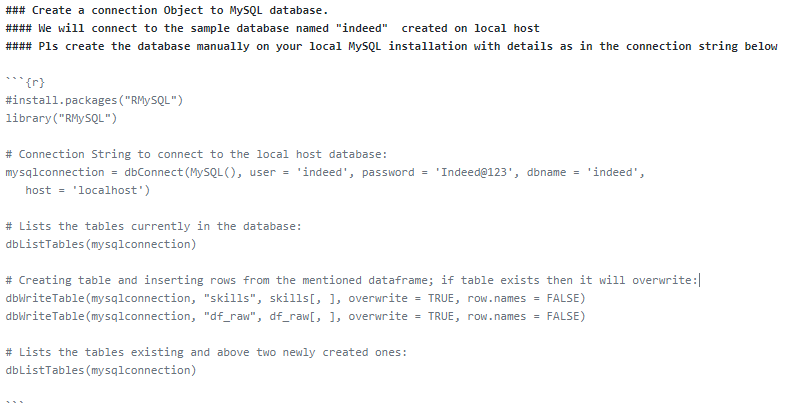 ### Create a connection Object to MySQL database.
#### We will connect to the sample database named "indeed"  created on local host
#### Pls create the database manually on your local MySQL installation with details as in the connection string below
```{r}
#install.packages("RMySQL")
library("RMySQL")
# Connection String to connect to the local host database:
mysqlconnection = dbConnect(MySQL(), user = 'indeed', password = 'Indeed@123', dbname = 'indeed',
   host = 'localhost')
# Lists the tables currently in the database:
dbListTables(mysqlconnection)
# Creating table and inserting rows from the mentioned dataframe; if table exists then it will overwrite:
dbWriteTable(mysqlconnection, "skills", skills[, ], overwrite = TRUE, row.names = FALSE)
dbWriteTable(mysqlconnection, "df_raw", df_raw[, ], overwrite = TRUE, row.names = FALSE)
# Lists the tables existing and above two newly created ones:
dbListTables(mysqlconnection)
```